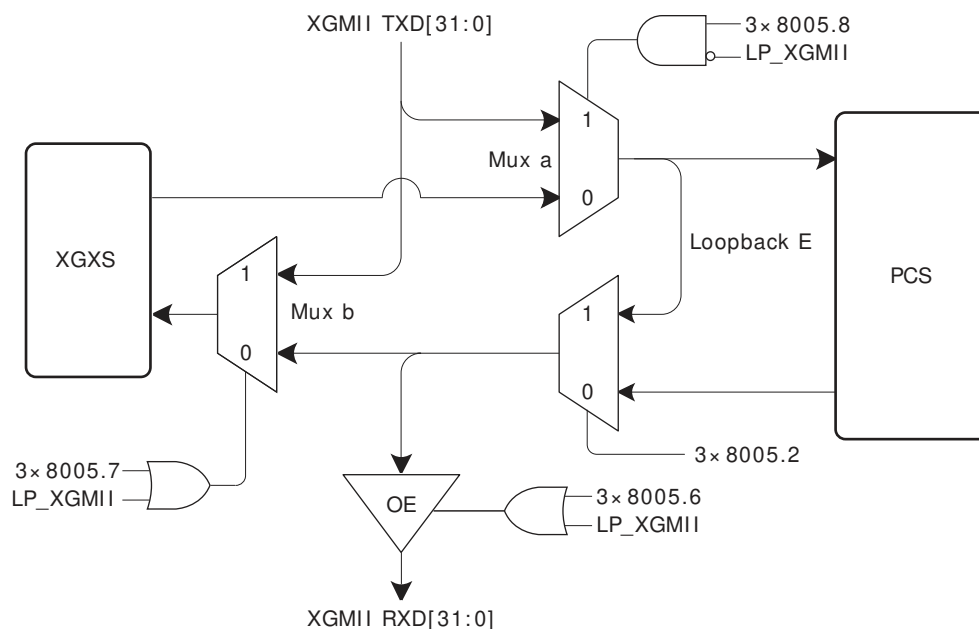 XGMII TXD[31:0]
3×8005.8
LP_XGMII
1
Mux a
0
XGXS
Loopback E
PCS
1
Mux b
0
1
0
3×8005.2
3×8005.7
LP_XGMII
OE
3×8005.6
LP_XGMII
XGMII RXD[31:0]